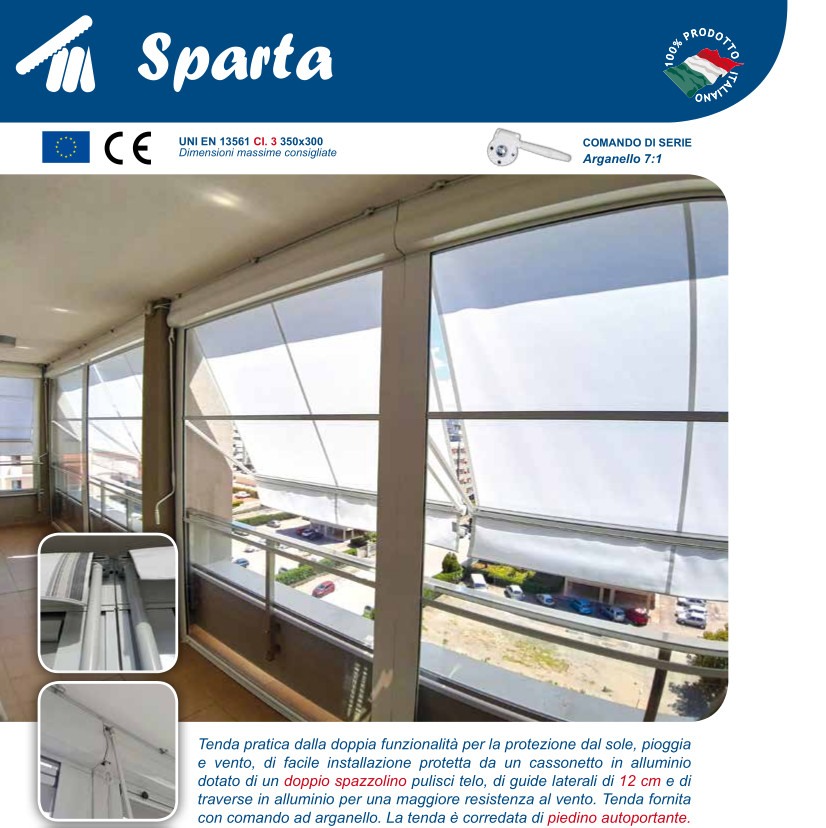 Sparta
100% PRODOTTO ITALIANO
UNI EN 13561 Cl. 3 350x300
Dimensioni massime consigliate
COMANDO DI SERIE
Arganello 7:1
Tenda pratica dalla doppia funzionalità per la protezione dal sole, pioggia
e vento, di facile installazione protetta da un cassonetto in alluminio
dotato di un doppio spazzolino pulisci telo, di guide laterali di 12 cm e di
traverse in alluminio per una maggiore resistenza al vento. Tenda fornita
con comando ad arganello. La tenda è corredata di piedino autoportante.